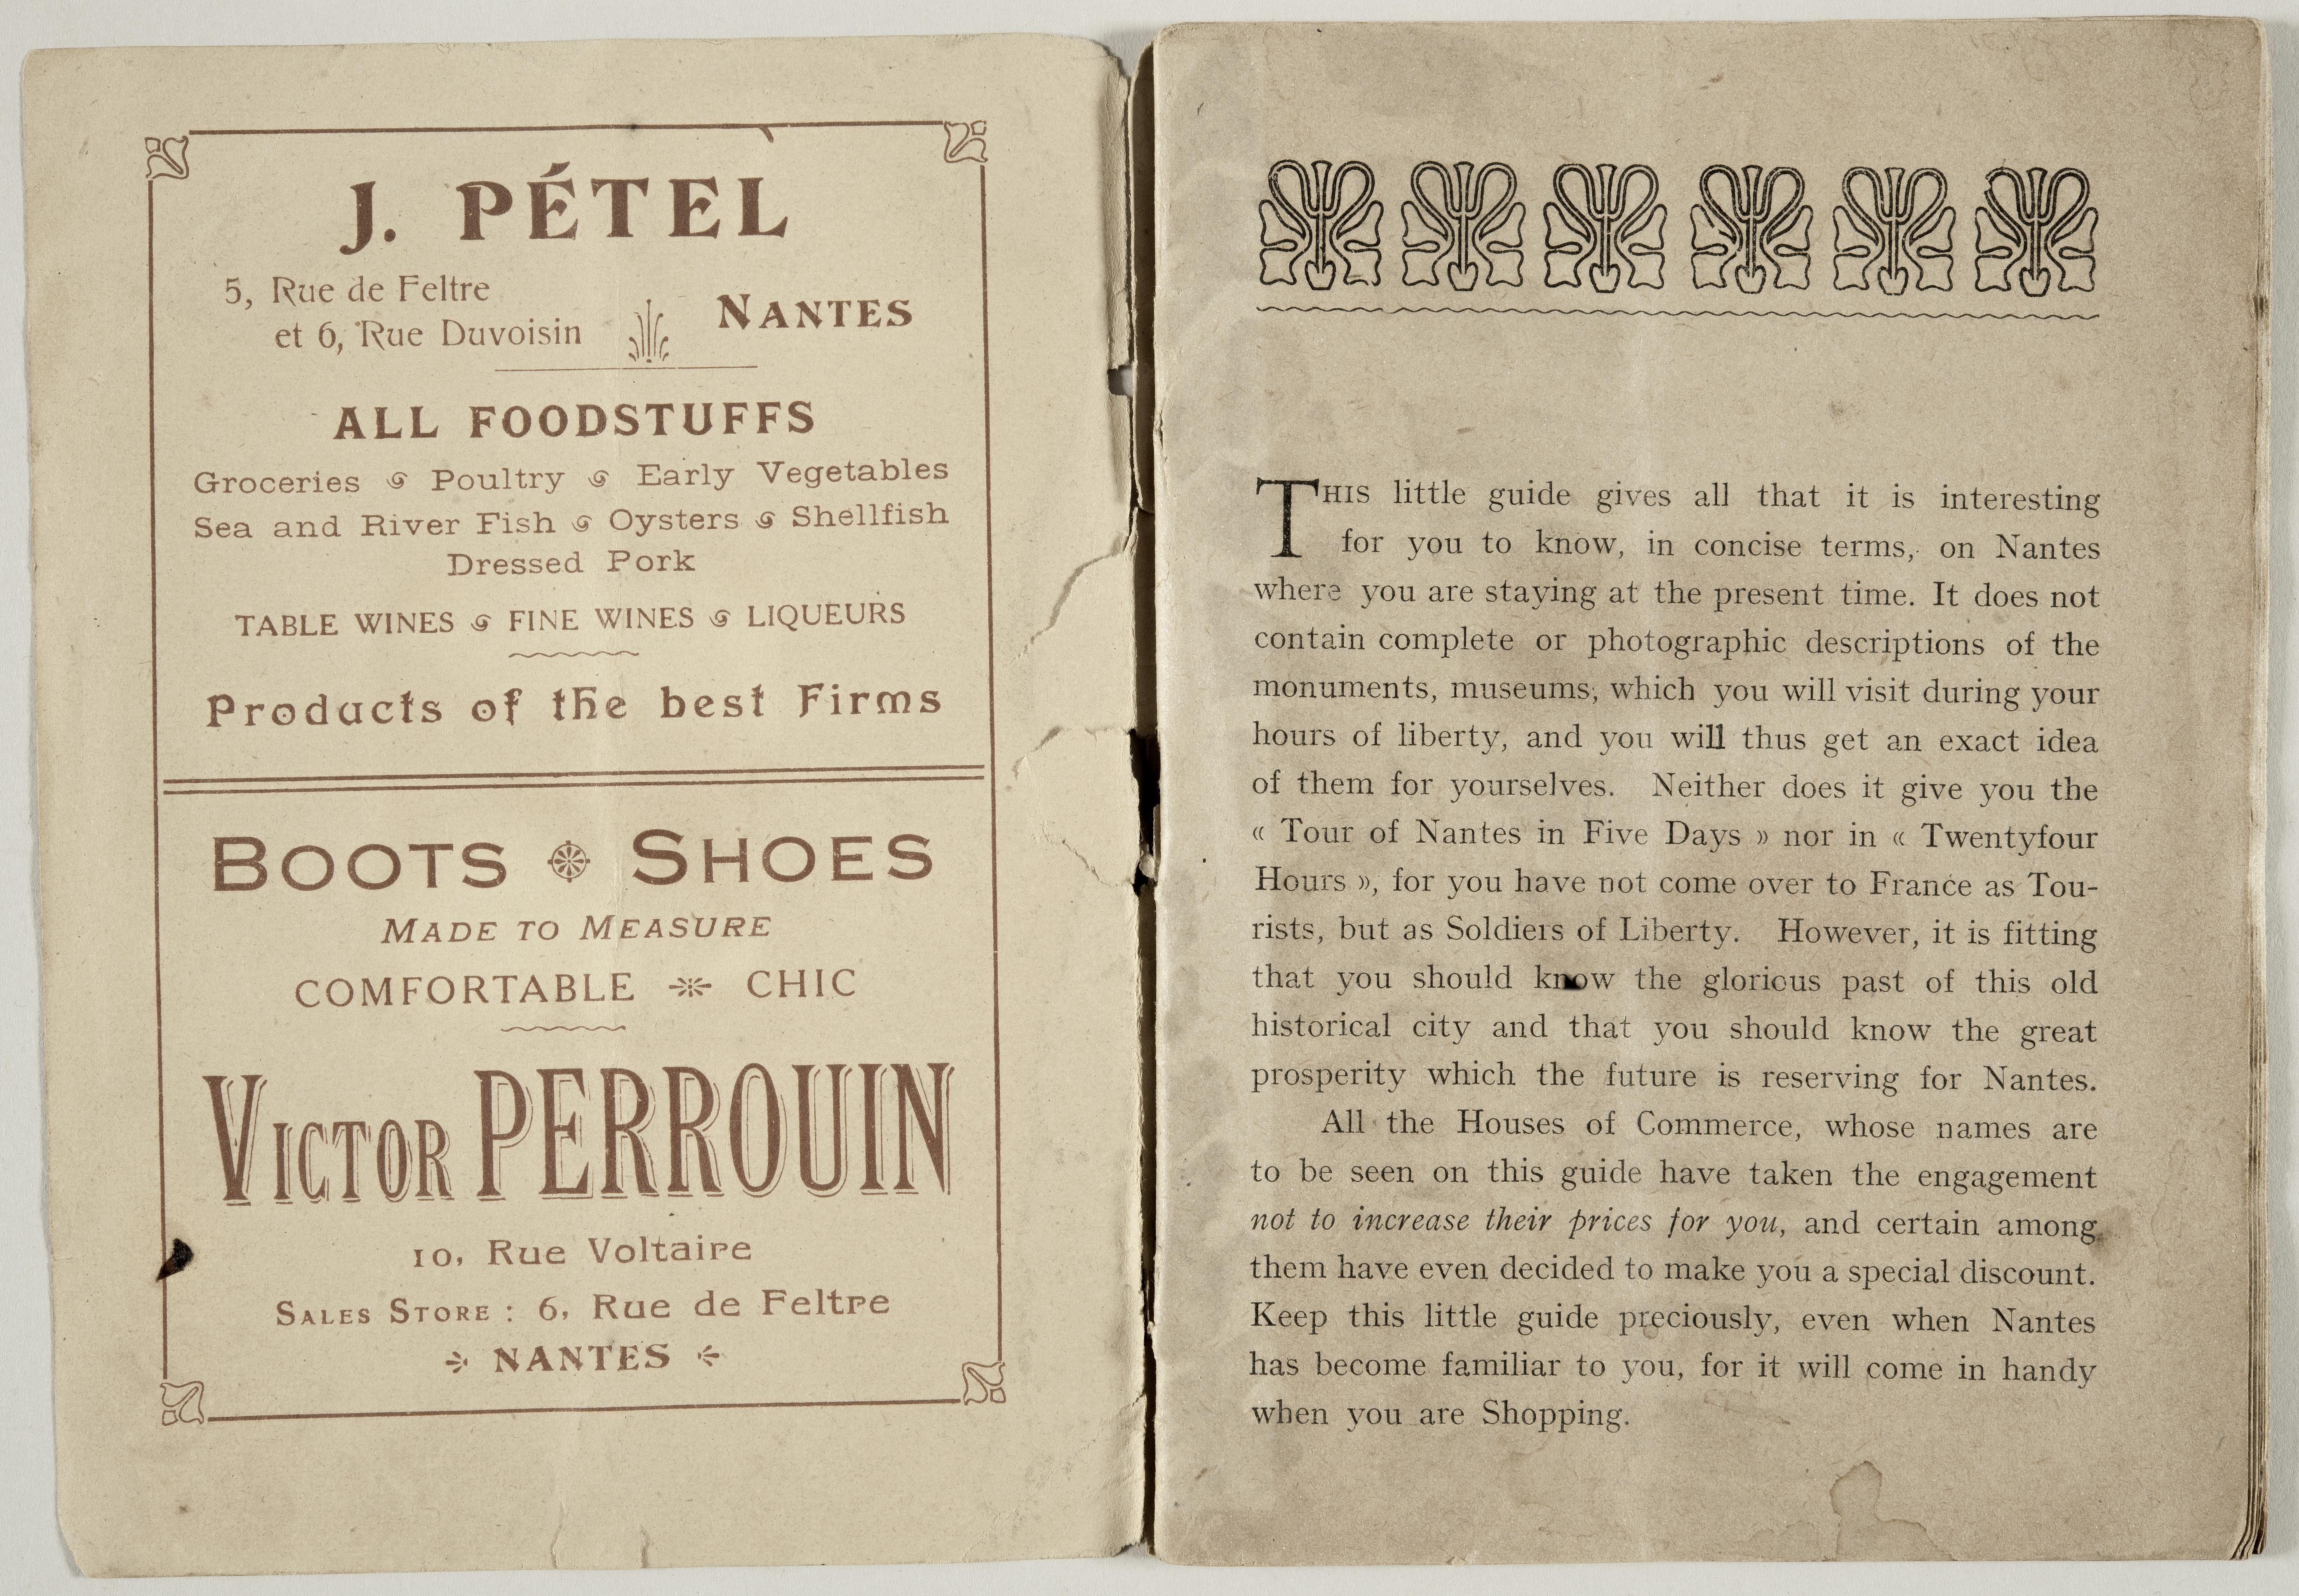 J. PÉTEL
5, Rue de Feltre
et 6, Rue Duvoisin
NANTES
ALL FOODSTUFFS
Groceries Poultry Early Vegetables
Sea and River Fish Oysters Shellfish
Dressed Pork
TABLE WINES FINE WINES LIQUEURS
Products of the best Firms
BOOTS SHOES
MADE TO MEASURE
COMFORTABLE CHIC
VICTOR PERROUIN
10, Rue Voltaire
SALES STORE : 6, Rue de Feltre
NANTES
THIS little guide gives all that it is interesting
for you to know, in concise terms, on Nantes
where you are staying at the present time. It does not
contain complete or photographic descriptions of the
monuments, museums, which you will visit during your
hours of liberty, and you will thus get an exact idea
of them for yourselves. Neither does it give you the
« Tour of Nantes in Five Days » nor in « Twentyfour
Hours », for you have not come over to France as Tou-
rists, but as Soldiers of Liberty. However, it is fitting
that you should know the glorious past of this old
historical city and that you should know the great
prosperity which the future is reserving for Nantes.
All the Houses of Commerce, whose names are
to be seen on this guide have taken the engagement
not to increase their prices for you, and certain among
them have even decided to make you a special discount.
Keep this little guide preciously, even when Nantes
has become familiar to you, for it will come in handy
when you are Shopping.